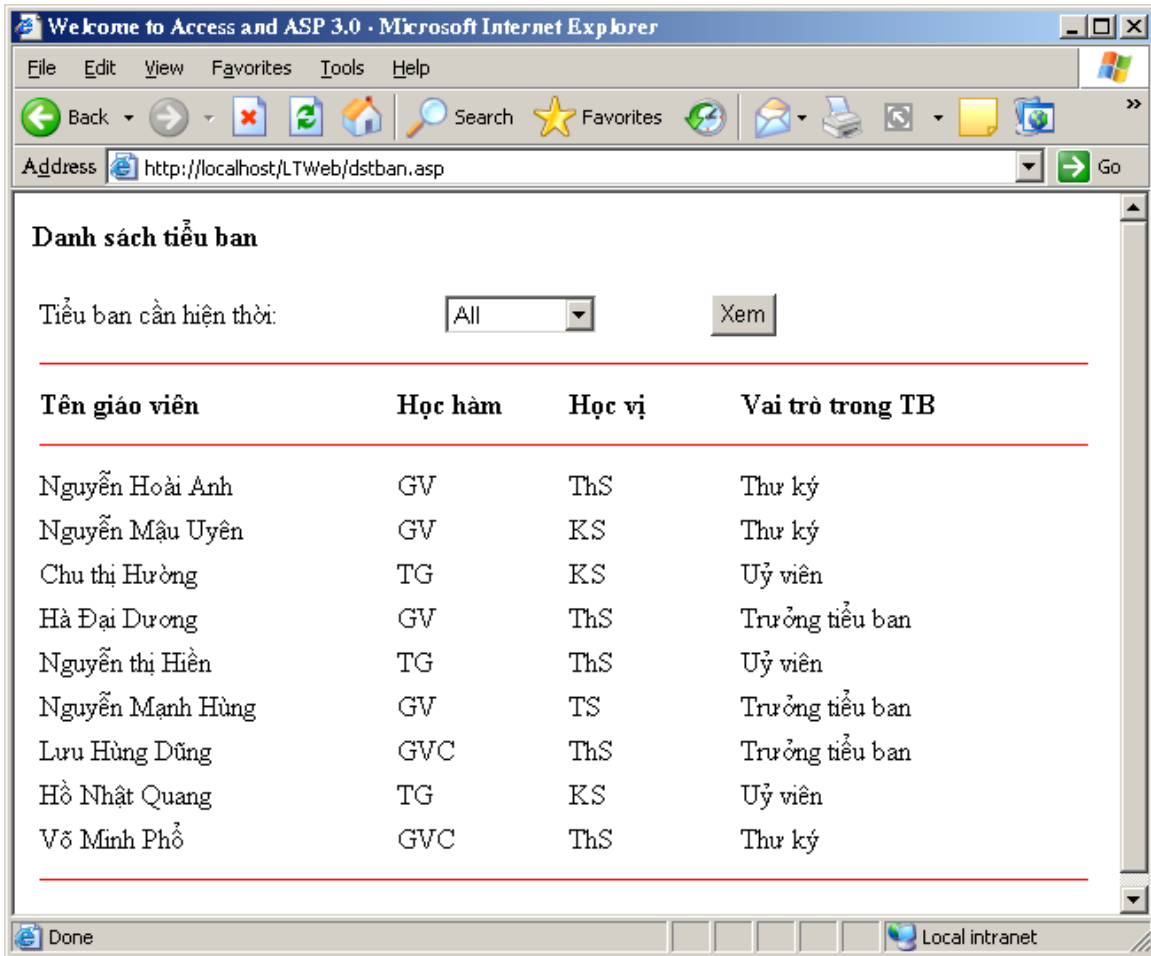 Welcome to Access and ASP 3.0 - Microsoft Internet Explorer
File Edit View Favorites Tools Help
Back Search Favorites »
Address http://localhost/LTWeb/dstban.asp Go
Danh sách tiểu ban
Tiểu ban cần hiện thời: All Xem
Tên giáo viên Học hàm Học vị Vai trò trong TB
Nguyễn Hoài Anh GV ThS Thư ký
Nguyễn Mậu Uyên GV KS Thư ký
Chu thị Hường TG KS Uỷ viên
Hà Đại Dương GV ThS Trưởng tiểu ban
Nguyễn thị Hiền TG ThS Uỷ viên
Nguyễn Mạnh Hùng GV TS Trưởng tiểu ban
Lưu Hùng Dũng GVC ThS Trưởng tiểu ban
Hồ Nhật Quang TG KS Uỷ viên
Võ Minh Phổ GVC ThS Thư ký
Done Local intranet